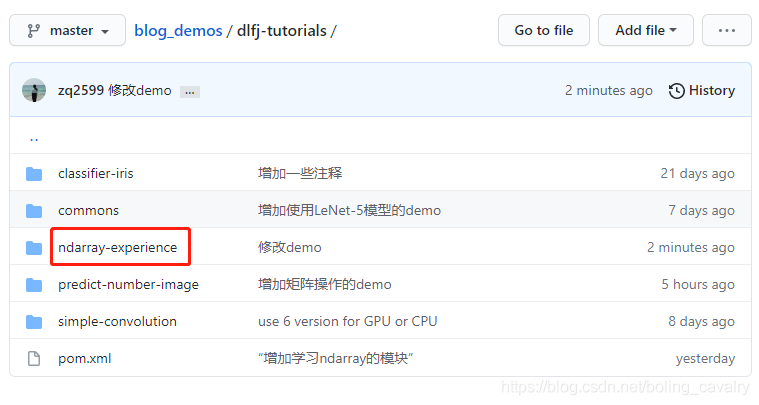 master blog_demos / dlfj-tutorials / Go to file Add file ...
zq2599 修改demo ... 2 minutes ago History
..
classifier-iris 增加一些注释 21 days ago
commons 增加使用LeNet-5模型的demo 7 days ago
ndarray-experience 修改demo 2 minutes ago
predict-number-image 增加矩阵操作的demo 5 hours ago
simple-convolution use 6 version for GPU or CPU 8 days ago
pom.xml “增加学习ndarray的模块” yesterday
https://blog.csdn.net/boling_cavalry